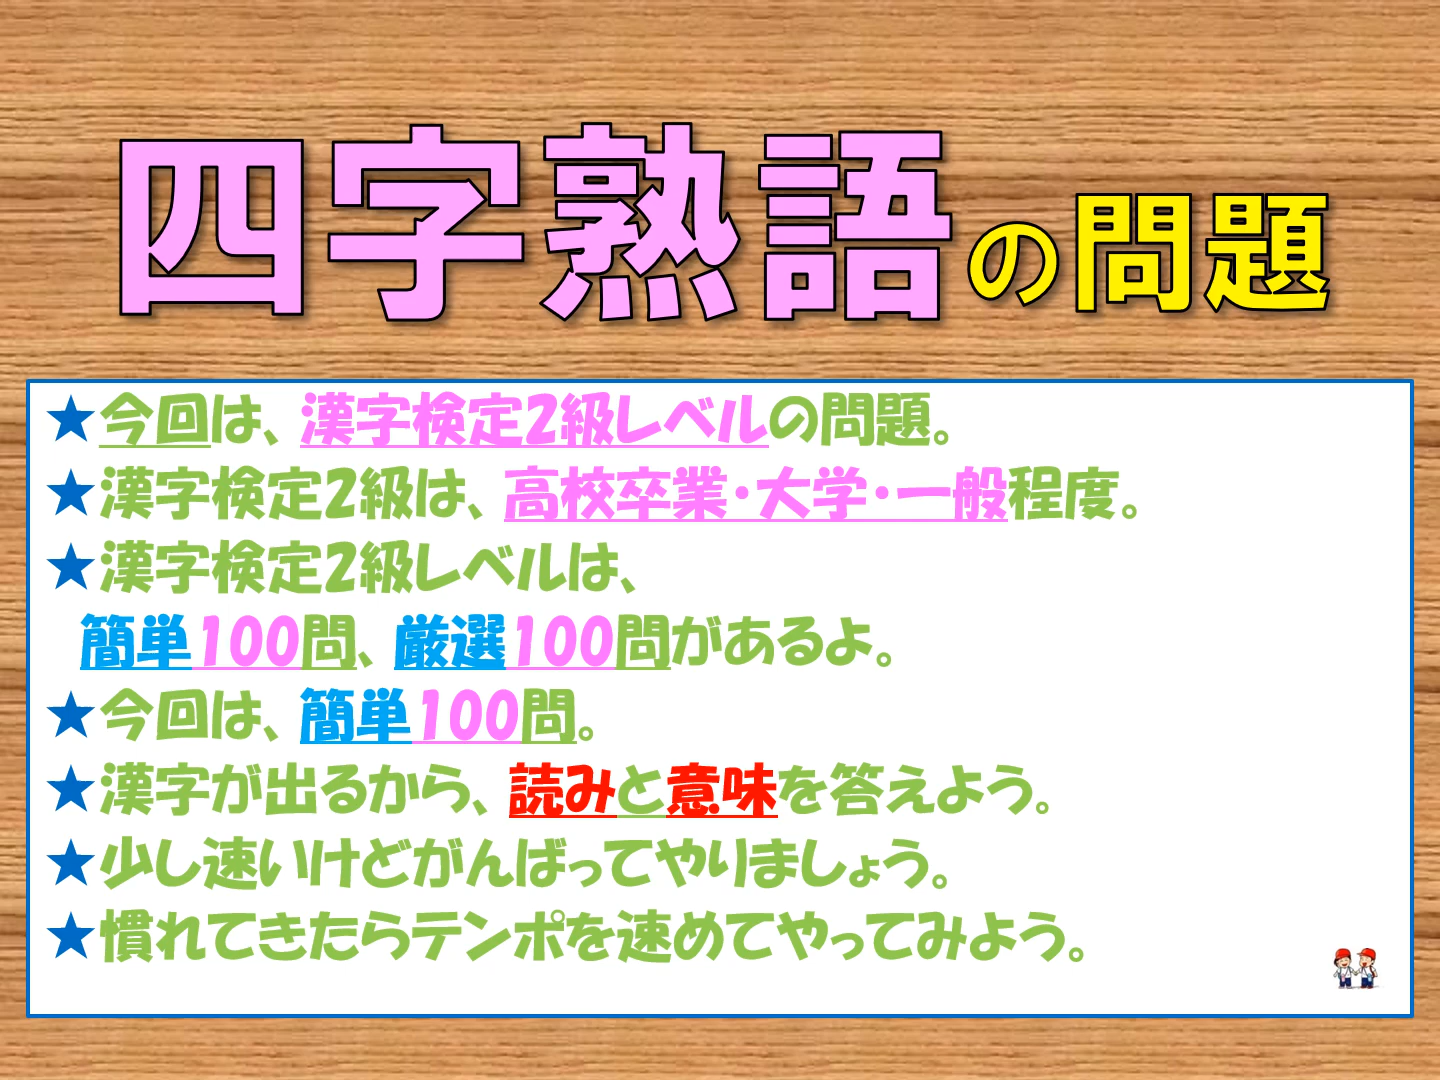 四字熟語の問題
★今回は、漢字検定2級レベルの問題。
★漢字検定2級は、高校卒業・大学・一般程度。
★漢字検定2級レベルは、
簡単100問、厳選100問があるよ。
★今回は、簡単100問。
★漢字が出るから、読みと意味を答えよう。
★少し速いけどがんばってやりましょう。
★慣れてきたらテンポを速めてやってみよう。